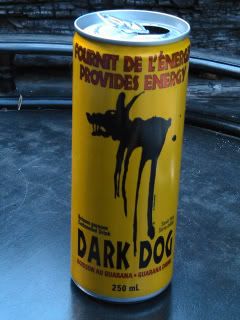 FOURNIT DE L'ÉNERGIE
PROVIDES ENERGY
DARK DOG
BOISSON AU GUARANA • GUARANA DRINK
250 mL